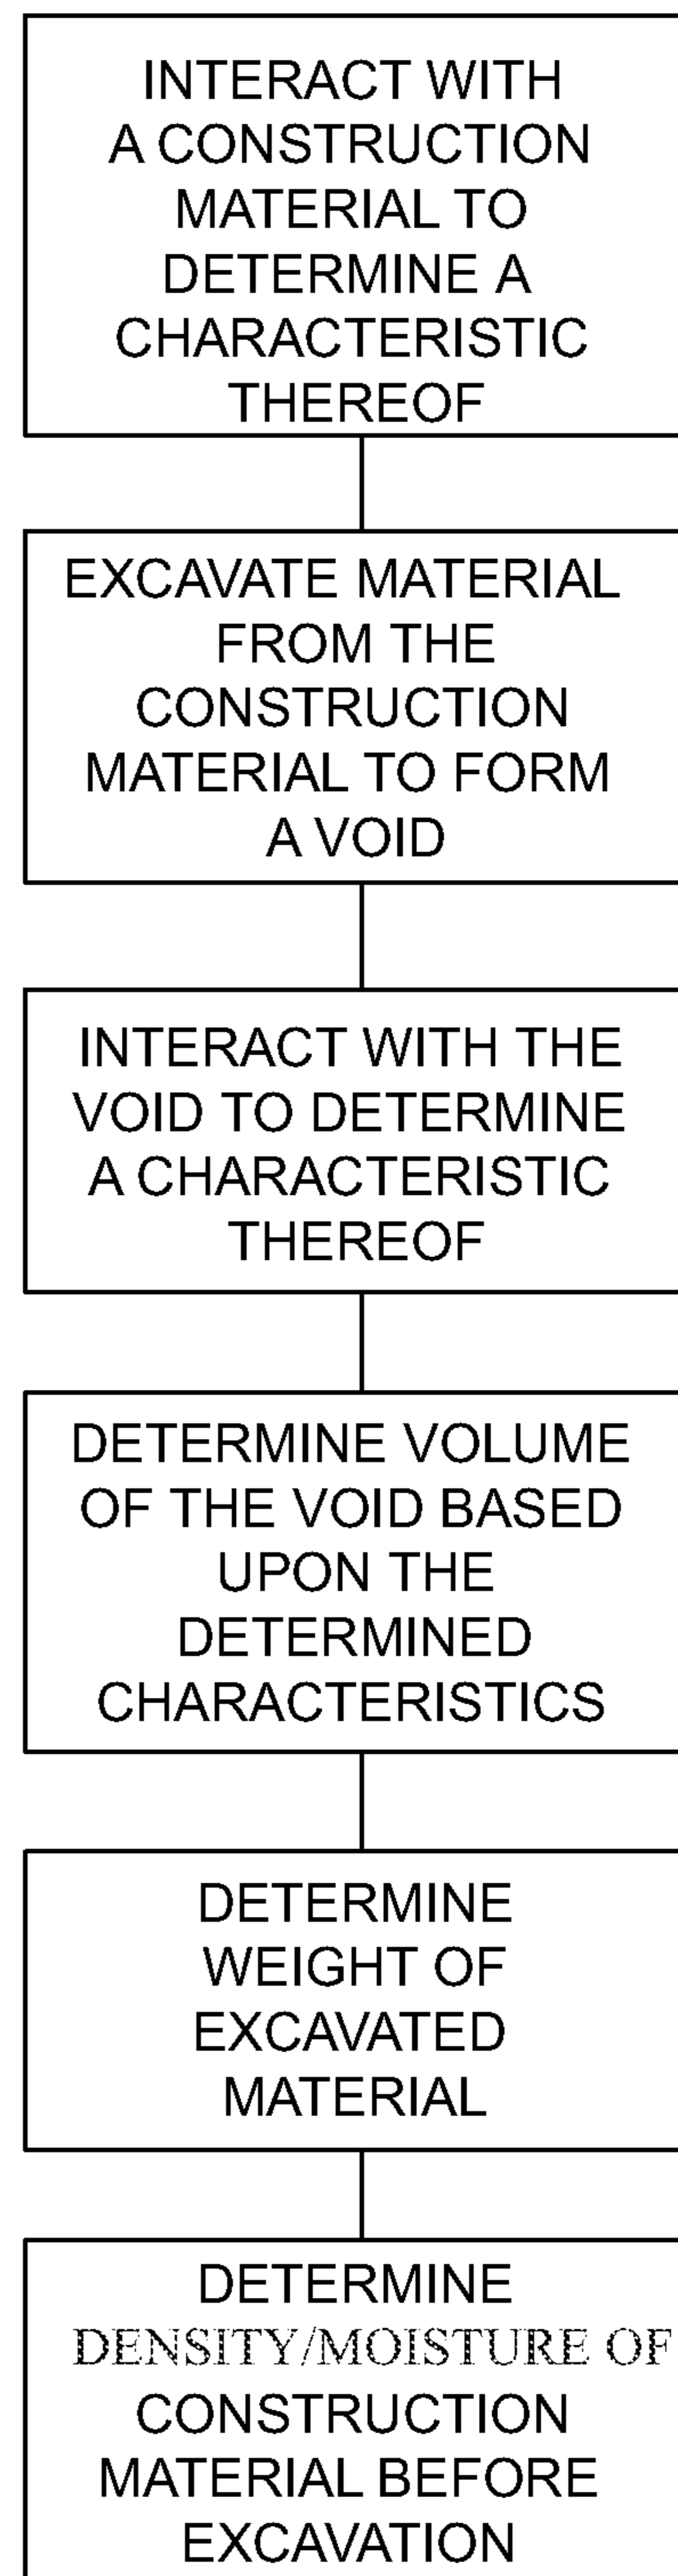 INTERACT WITH
A CONSTRUCTION
MATERIAL TO
DETERMINE A
CHARACTERISTIC
THEREOF
EXCAVATE MATERIAL
FROM THE
CONSTRUCTION
MATERIAL TO FORM
A VOID
INTERACT WITH THE
VOID TO DETERMINE
A CHARACTERISTIC
THEREOF
DETERMINE VOLUME
OF THE VOID BASED
UPON THE
DETERMINED
CHARACTERISTICS
DETERMINE
WEIGHT OF
EXCAVATED
MATERIAL
DETERMINE
DENSITY/MOISTURE OF
CONSTRUCTION
MATERIAL BEFORE
EXCAVATION